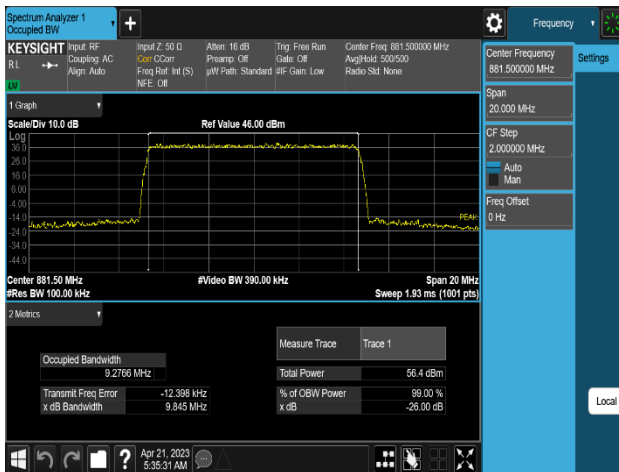 Spectrum Analyzer 1
Occupied BW
Frequency
KEYSIGHT
Input: RF
Coupling: AC
Align: Auto
RL
LXI
Input Z: 50 Ω
Corr CCorr
Freq Ref: Int (S)
NFE: Off
Atten: 16 dB
Preamp: Off
µW Path: Standard
Trig: Free Run
Gate: Off
#IF Gain: Low
Center Freq: 881.500000 MHz
Avg|Hold: 500/500
Radio Std: None
Center Frequency
881.500000 MHz
Settings
Span
20.000 MHz
CF Step
2.000000 MHz
Auto
Man
Freq Offset
0 Hz
Local
1 Graph
Scale/Div 10.0 dB
Ref Value 46.00 dBm
Log
36.0
26.0
16.0
6.00
-4.00
-14.0
-24.0
-34.0
-44.0
PEAK
Center 881.50 MHz
#Video BW 390.00 kHz
Span 20 MHz
#Res BW 100.00 kHz
Sweep 1.93 ms (1001 pts)
2 Metrics
Measure Trace
Trace 1
Occupied Bandwidth
9.2766 MHz
Total Power
56.4 dBm
Transmit Freq Error
-12.398 kHz
% of OBW Power
99.00 %
x dB Bandwidth
9.845 MHz
x dB
-26.00 dB
?
Apr 21, 2023
5:35:31 AM